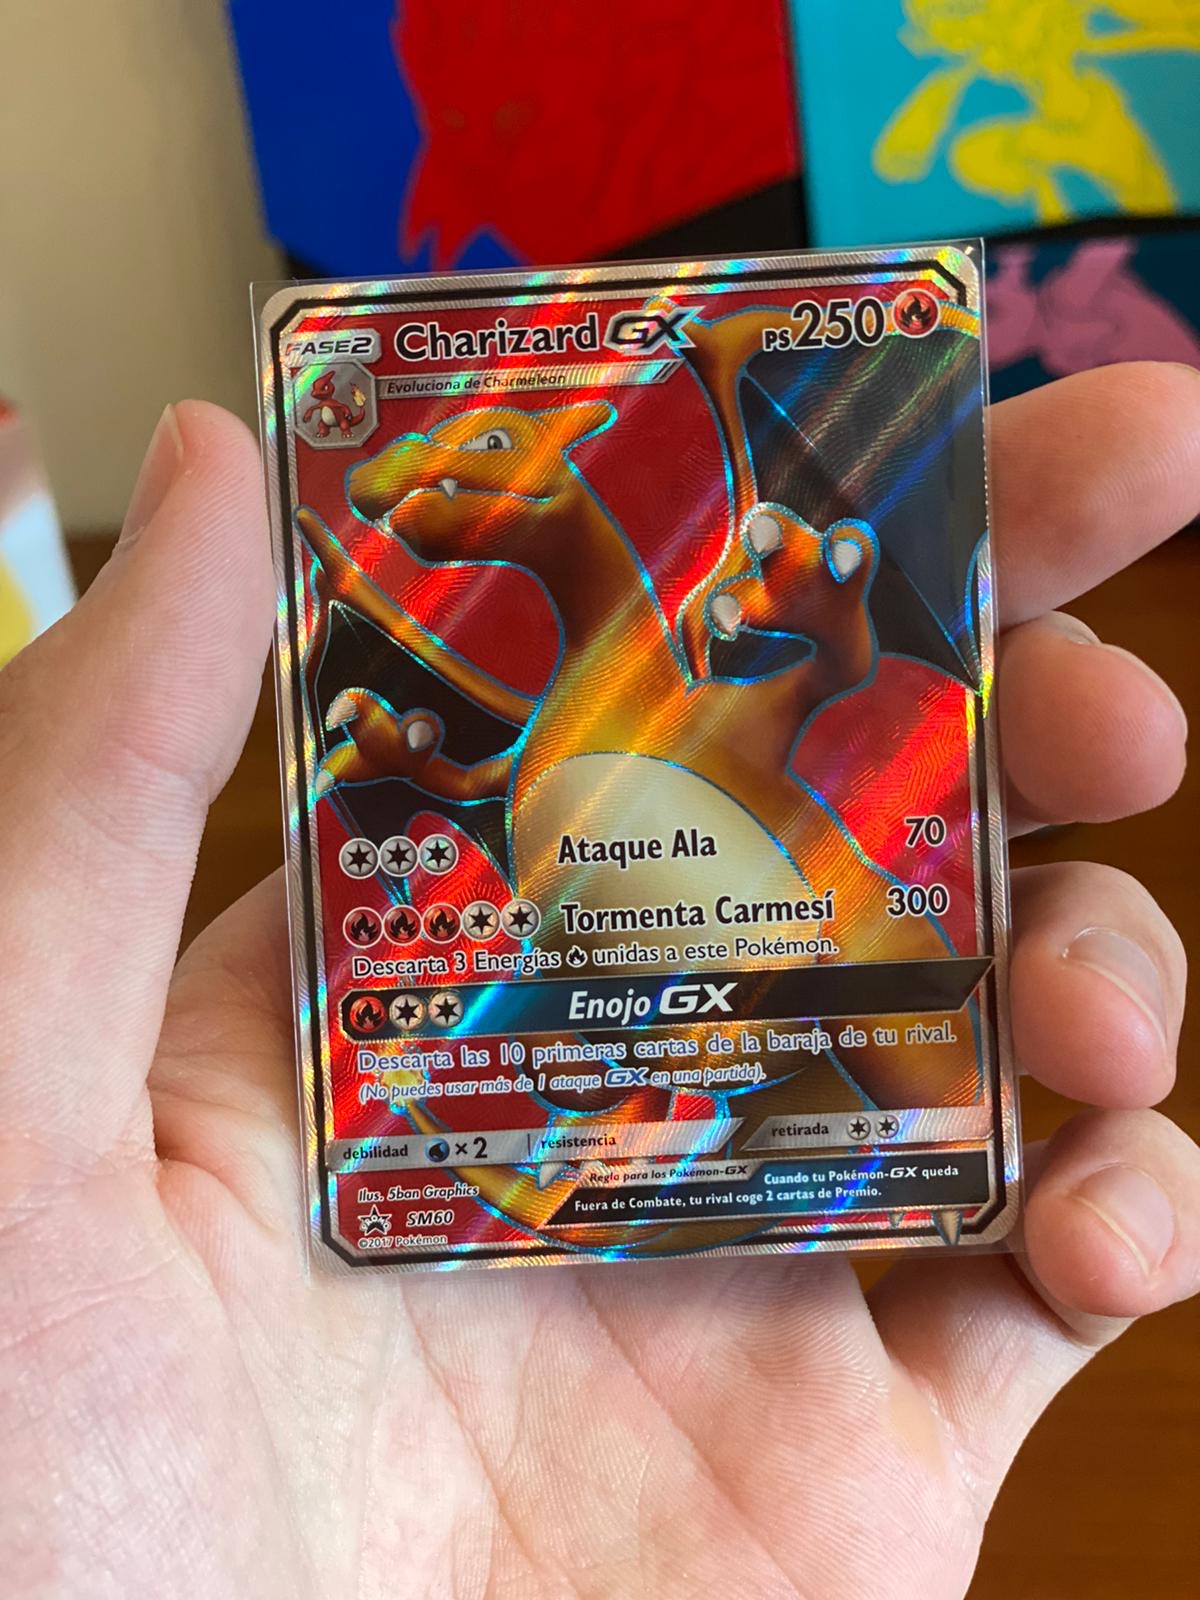 FASE2 Charizard GX PS250
Evoluciona de Charmeleon
Ataque Ala 70
Tormenta Carmesí 300
Descarta 3 Energías unidas a este Pokémon.
Enojo GX
Descarta las 10 primeras cartas de la baraja de tu rival.
(No puedes usar más de 1 ataque GX en una partida).
debilidad ×2 resistencia retirada
Regla para los Pokémon-GX Cuando tu Pokémon-GX queda
Fuera de Combate, tu rival coge 2 cartas de Premio.
Ilus. 5ban Graphics
SM60
©2017 Pokémon